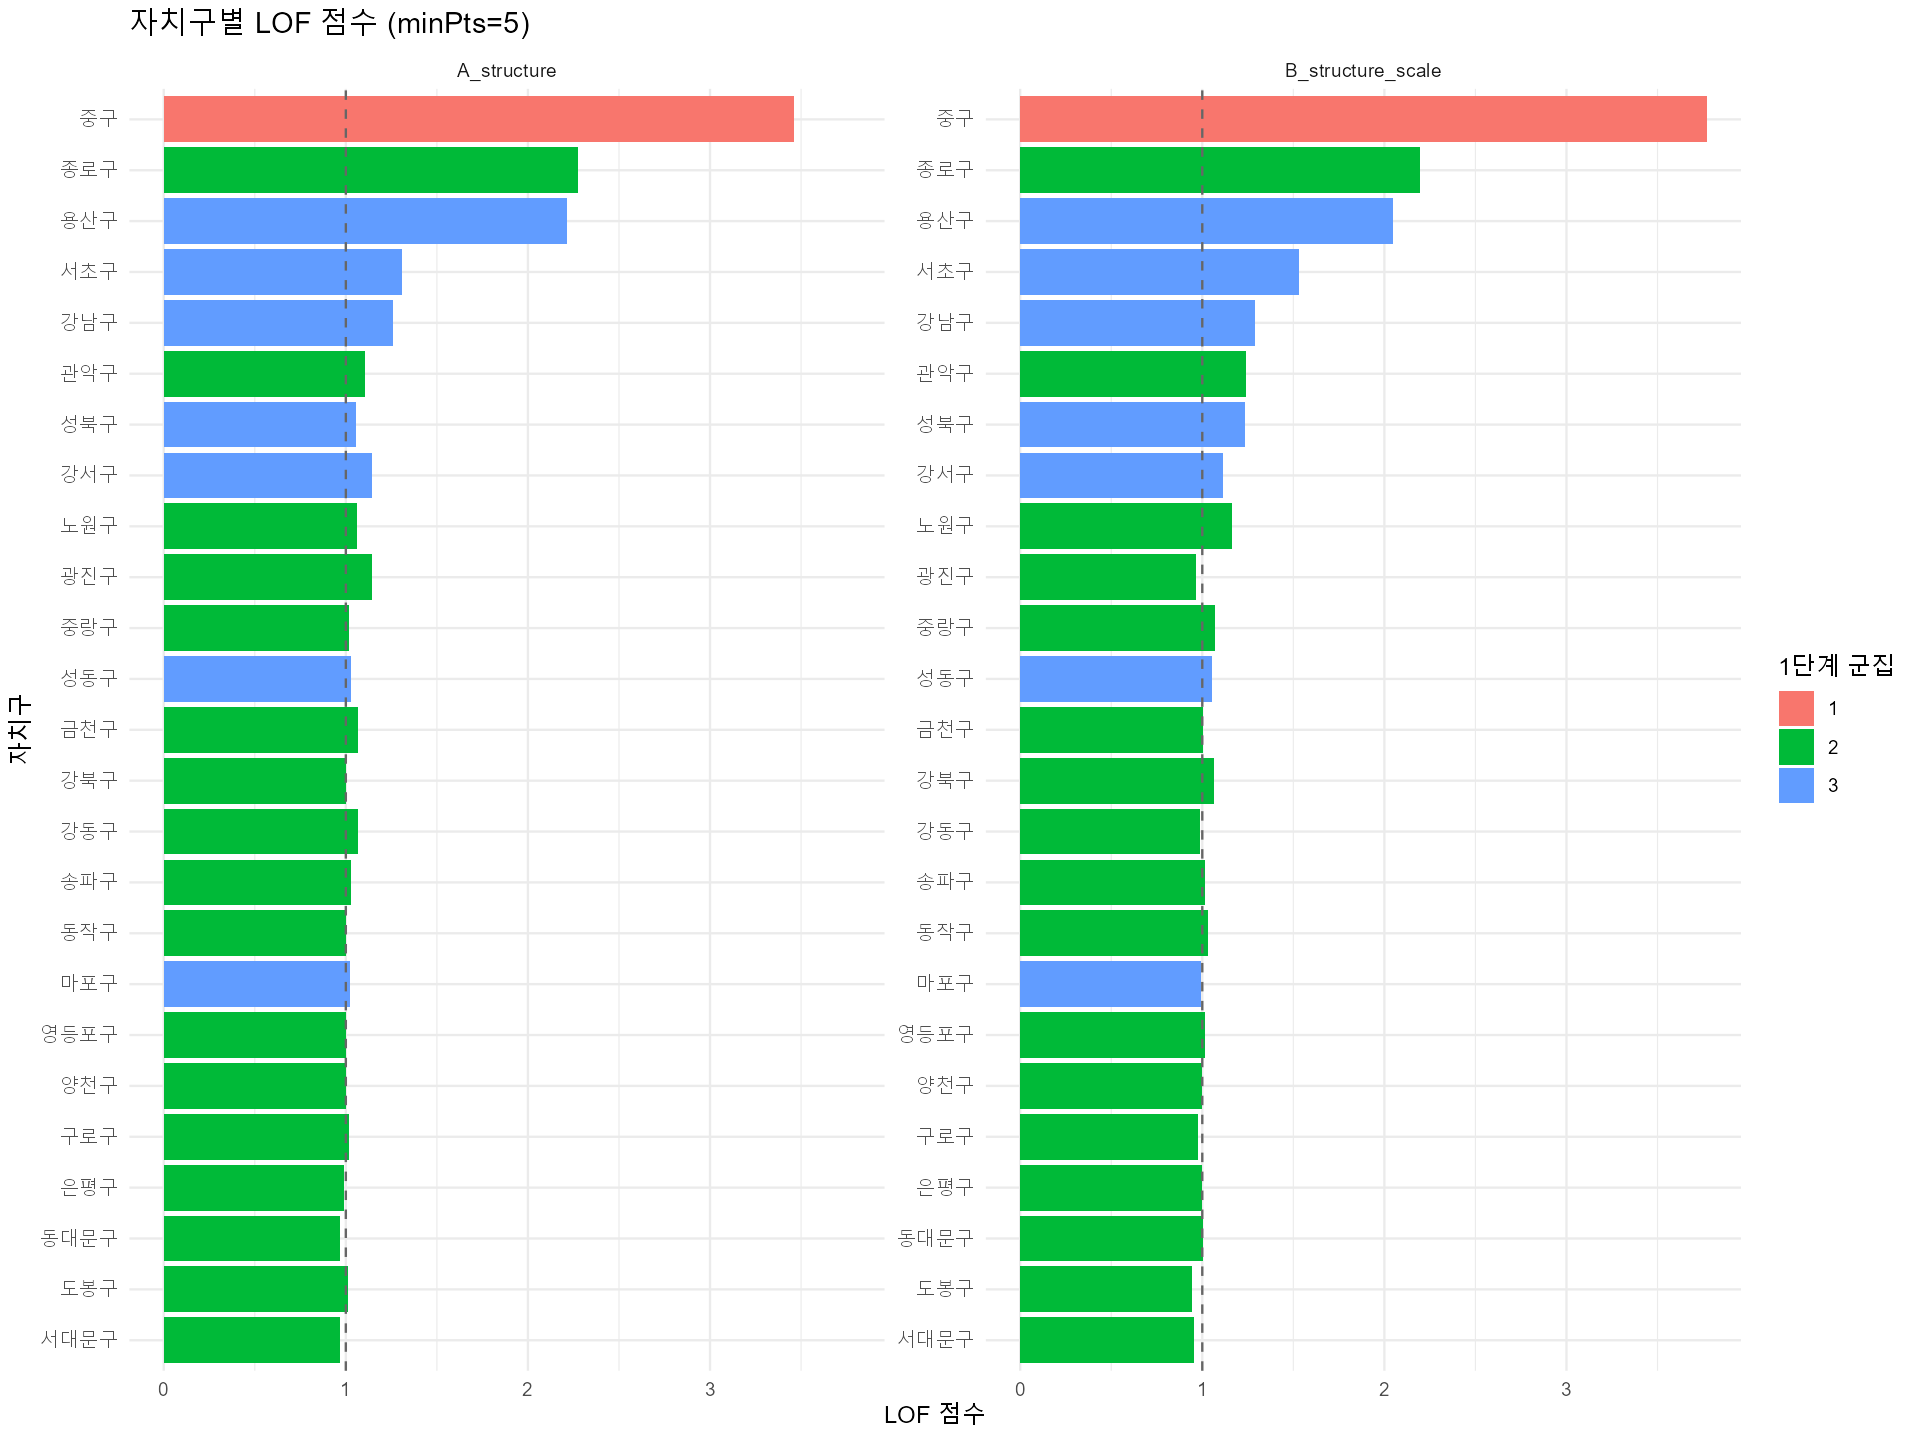 자치구별 LOF 점수 (minPts=5)
A_structure
B_structure_scale
자치구
중구
종로구
용산구
서초구
강남구
관악구
성북구
강서구
노원구
광진구
중랑구
성동구
금천구
강북구
강동구
송파구
동작구
마포구
영등포구
양천구
구로구
은평구
동대문구
도봉구
서대문구
0 1 2 3
중구
종로구
용산구
서초구
강남구
관악구
성북구
강서구
노원구
광진구
중랑구
성동구
금천구
강북구
강동구
송파구
동작구
마포구
영등포구
양천구
구로구
은평구
동대문구
도봉구
서대문구
0 1 2 3
LOF 점수
1단계 군집
1
2
3